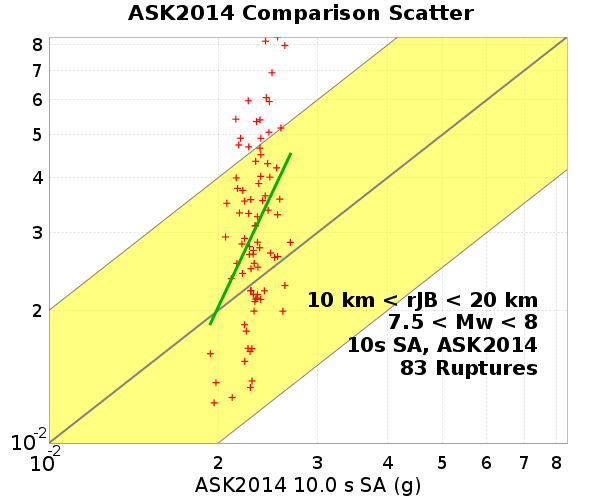 ASK2014 Comparison Scatter
8
7
6
5
4
3
2
10-2
10-2
2 3 4 5 6 7 8
10 km < rJB < 20 km
7.5 < Mw < 8
10s SA, ASK2014
83 Ruptures
ASK2014 10.0 s SA (g)